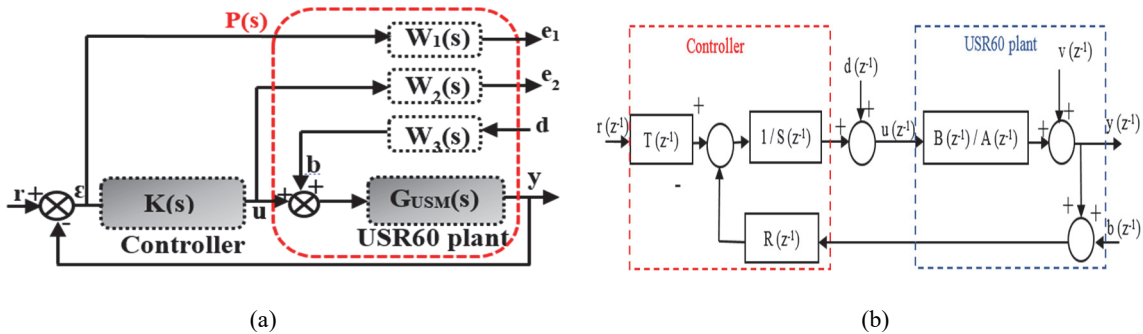 P(s)
W1(s)
e1
W2(s)
e2
W3(s)
d
b
r
+
-
ε
K(s)
u
+
+
GUSM(s)
y
Controller
USR60 plant
(a)
Controller
USR60 plant
d(z-1)
v(z-1)
r(z-1)
T(z-1)
+
-
1/S(z-1)
+
+
u(z-1)
B(z-1)/A(z-1)
+
+
y(z-1)
R(z-1)
+
+
b(z-1)
(b)